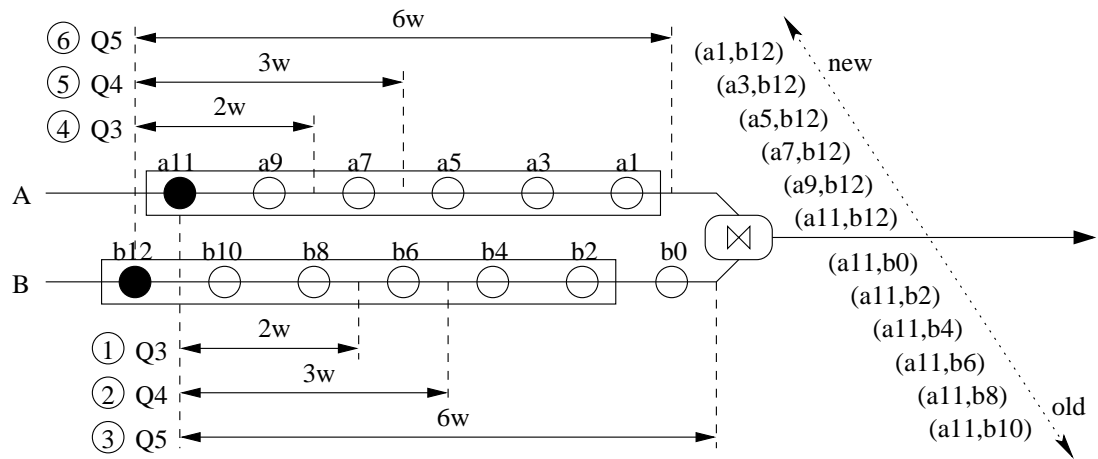 ⑥ Q5 6w
⑤ Q4 3w
④ Q3 2w
a11 a9 a7 a5 a3 a1
A
b12 b10 b8 b6 b4 b2 b0
B
① Q3 2w
② Q4 3w
③ Q5 6w
new
(a1,b12)
(a3,b12)
(a5,b12)
(a7,b12)
(a9,b12)
(a11,b12)
(a11,b0)
(a11,b2)
(a11,b4)
(a11,b6)
(a11,b8)
(a11,b10)
old